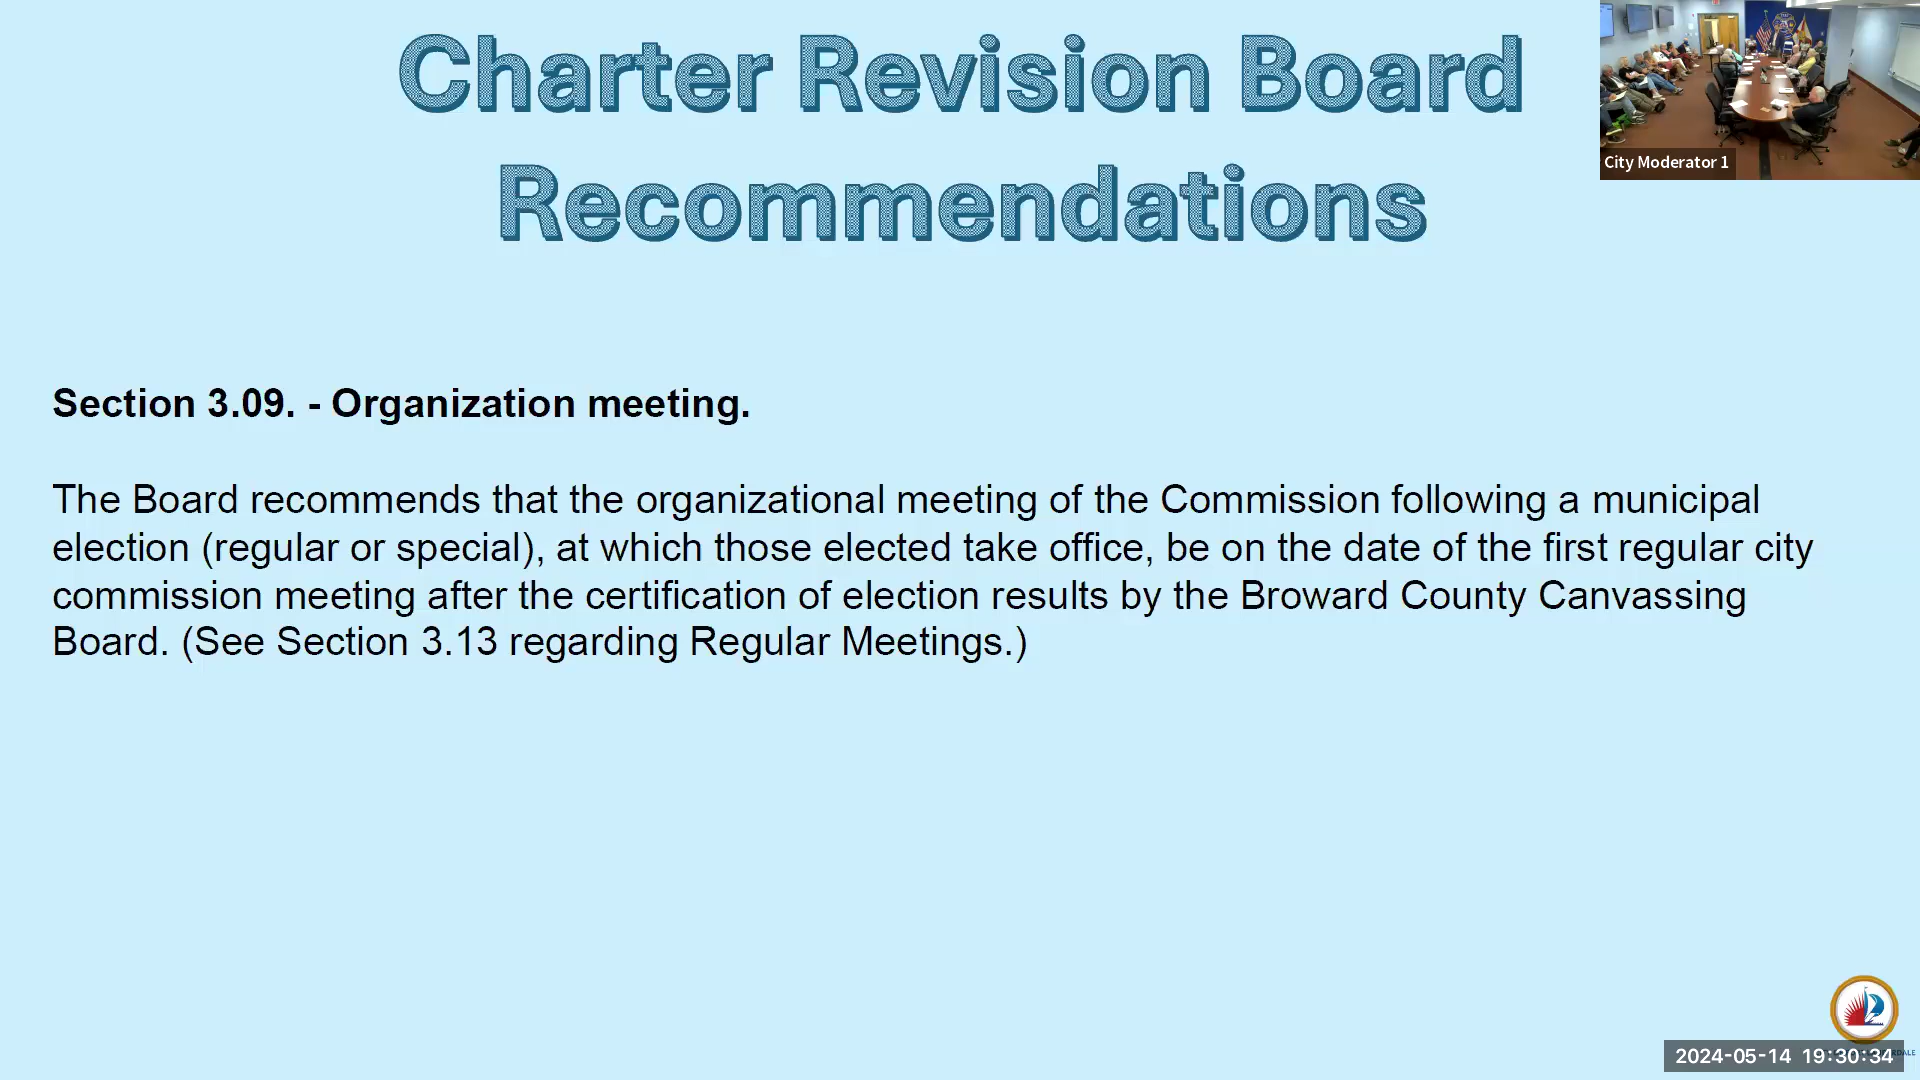 Charter Revision Board
Recommendations
City Moderator 1
Section 3.09. - Organization meeting.
The Board recommends that the organizational meeting of the Commission following a municipal
election (regular or special), at which those elected take office, be on the date of the first regular city
commission meeting after the certification of election results by the Broward County Canvassing
Board. (See Section 3.13 regarding Regular Meetings.)
2024-05-14 19:30:34